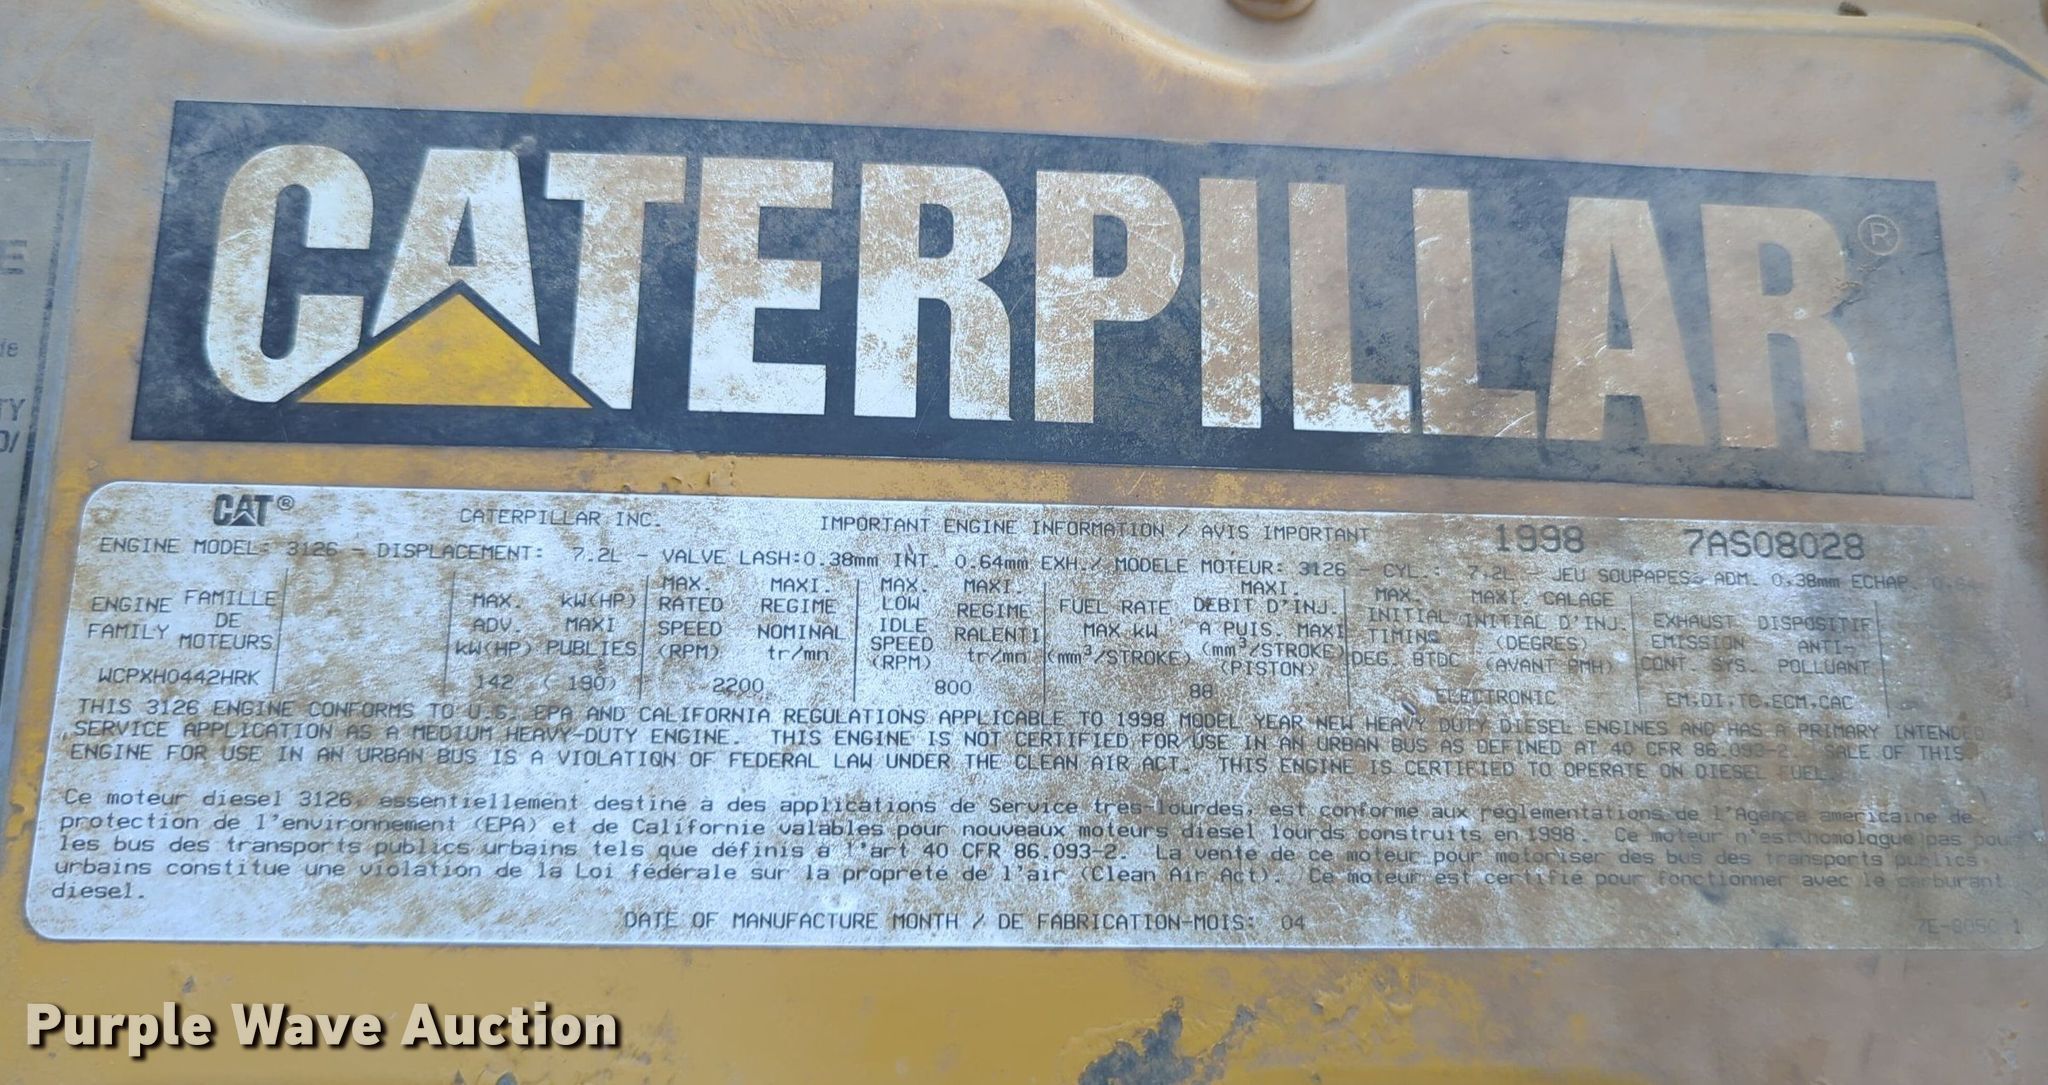 CATERPILLAR®
E
TY
CAT® CATERPILLAR INC. IMPORTANT ENGINE INFORMATION / AVIS IMPORTANT 1998 7AS08028
ENGINE MODEL: 3126 - DISPLACEMENT: 7.2L - VALVE LASH:0.38mm INT. 0.64mm EXH./ MODELE MOTEUR: 3126 - CYL.: 7.2L - JEU SOUPAPES: ADM. 0.38mm ECHAP.
ENGINE FAMILY FAMILLE DE MOTEURS
MAX. ADV. kW(HP) kW(HP) MAXI PUBLIES
MAX. RATED SPEED (RPM) MAXI. REGIME NOMINAL tr/mn
MAX. LOW IDLE SPEED (RPM) MAXI. REGIME RALENTI tr/mn
FUEL RATE MAX kW (mm³/STROKE) MAXI. DEBIT D'INJ. A PUIS. MAXI (mm³/STROKE) (PISTON)
MAX. INITIAL TIMING DEG. BTDC MAXI. CALAGE INITIAL D'INJ. (DEGRES) (AVANT PMH)
EXHAUST EMISSION CONT. SYS. DISPOSITIF ANTI- POLLUANT
WCPXH0442HRK 142 (190) 2200 800 88 ELECTRONIC EM,DI,TC,ECM,CAC
THIS 3126 ENGINE CONFORMS TO U.S. EPA AND CALIFORNIA REGULATIONS APPLICABLE TO 1998 MODEL YEAR NEW HEAVY DUTY DIESEL ENGINES AND HAS A PRIMARY INTENDED
SERVICE APPLICATION AS A MEDIUM HEAVY-DUTY ENGINE. THIS ENGINE IS NOT CERTIFIED FOR USE IN AN URBAN BUS AS DEFINED AT 40 CFR 86.093-2. SALE OF THIS
ENGINE FOR USE IN AN URBAN BUS IS A VIOLATION OF FEDERAL LAW UNDER THE CLEAN AIR ACT. THIS ENGINE IS CERTIFIED TO OPERATE ON DIESEL FUEL.
Ce moteur diesel 3126, essentiellement destiné à des applications de Service très-lourdes, est conforme aux réglementations de l'Agence américaine de
protection de l'environnement (EPA) et de Californie valables pour nouveaux moteurs diesel lourds construits en 1998. Ce moteur n'est homologué pas pour
les bus des transports publics urbains tels que définis à l'art 40 CFR 86.093-2. La vente de ce moteur pour motoriser des bus des transports publics
urbains constitue une violation de la Loi fédérale sur la propreté de l'air (Clean Air Act). Ce moteur est certifié pour fonctionner avec le carburant
diesel.
DATE OF MANUFACTURE MONTH / DE FABRICATION-MOIS: 04
Purple Wave Auction